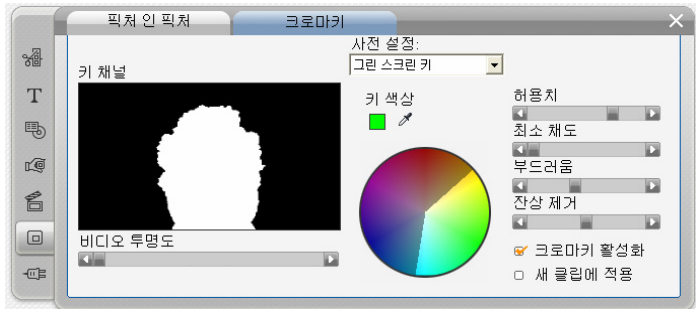 픽처 인 픽처
크로마키
사전 설정:
그린 스크린 키
키 채널
키 색상
허용치
최소 채도
부드러움
잔상 제거
비디오 투명도
크로마키 활성화
새 클립에 적용
T